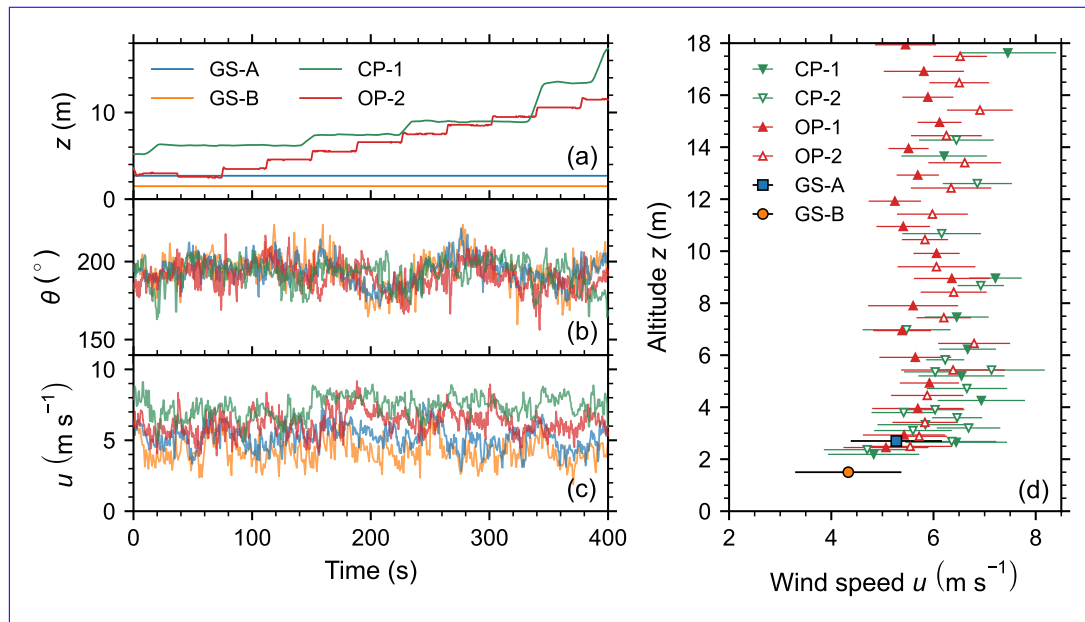 GS-A
GS-B
CP-1
OP-2
z (m)
10
0
(a)
θ (°)
200
150
(b)
u (m s⁻¹)
10
5
0
(c)
0 100 200 300 400
Time (s)
CP-1
CP-2
OP-1
OP-2
GS-A
GS-B
Altitude z (m)
18
16
14
12
10
8
6
4
2
0
(d)
2 4 6 8
Wind speed u (m s⁻¹)